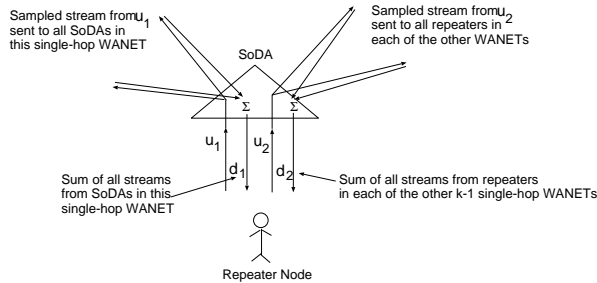 Sampled stream from u1
sent to all SoDAs in
this single-hop WANET
Sampled stream from u2
sent to all repeaters in
each of the other WANETs
SoDA
Σ
Σ
u1
u2
d1
d2
Sum of all streams
from SoDAs in this
single-hop WANET
Sum of all streams from repeaters
in each of the other k-1 single-hop WANETs
Repeater Node